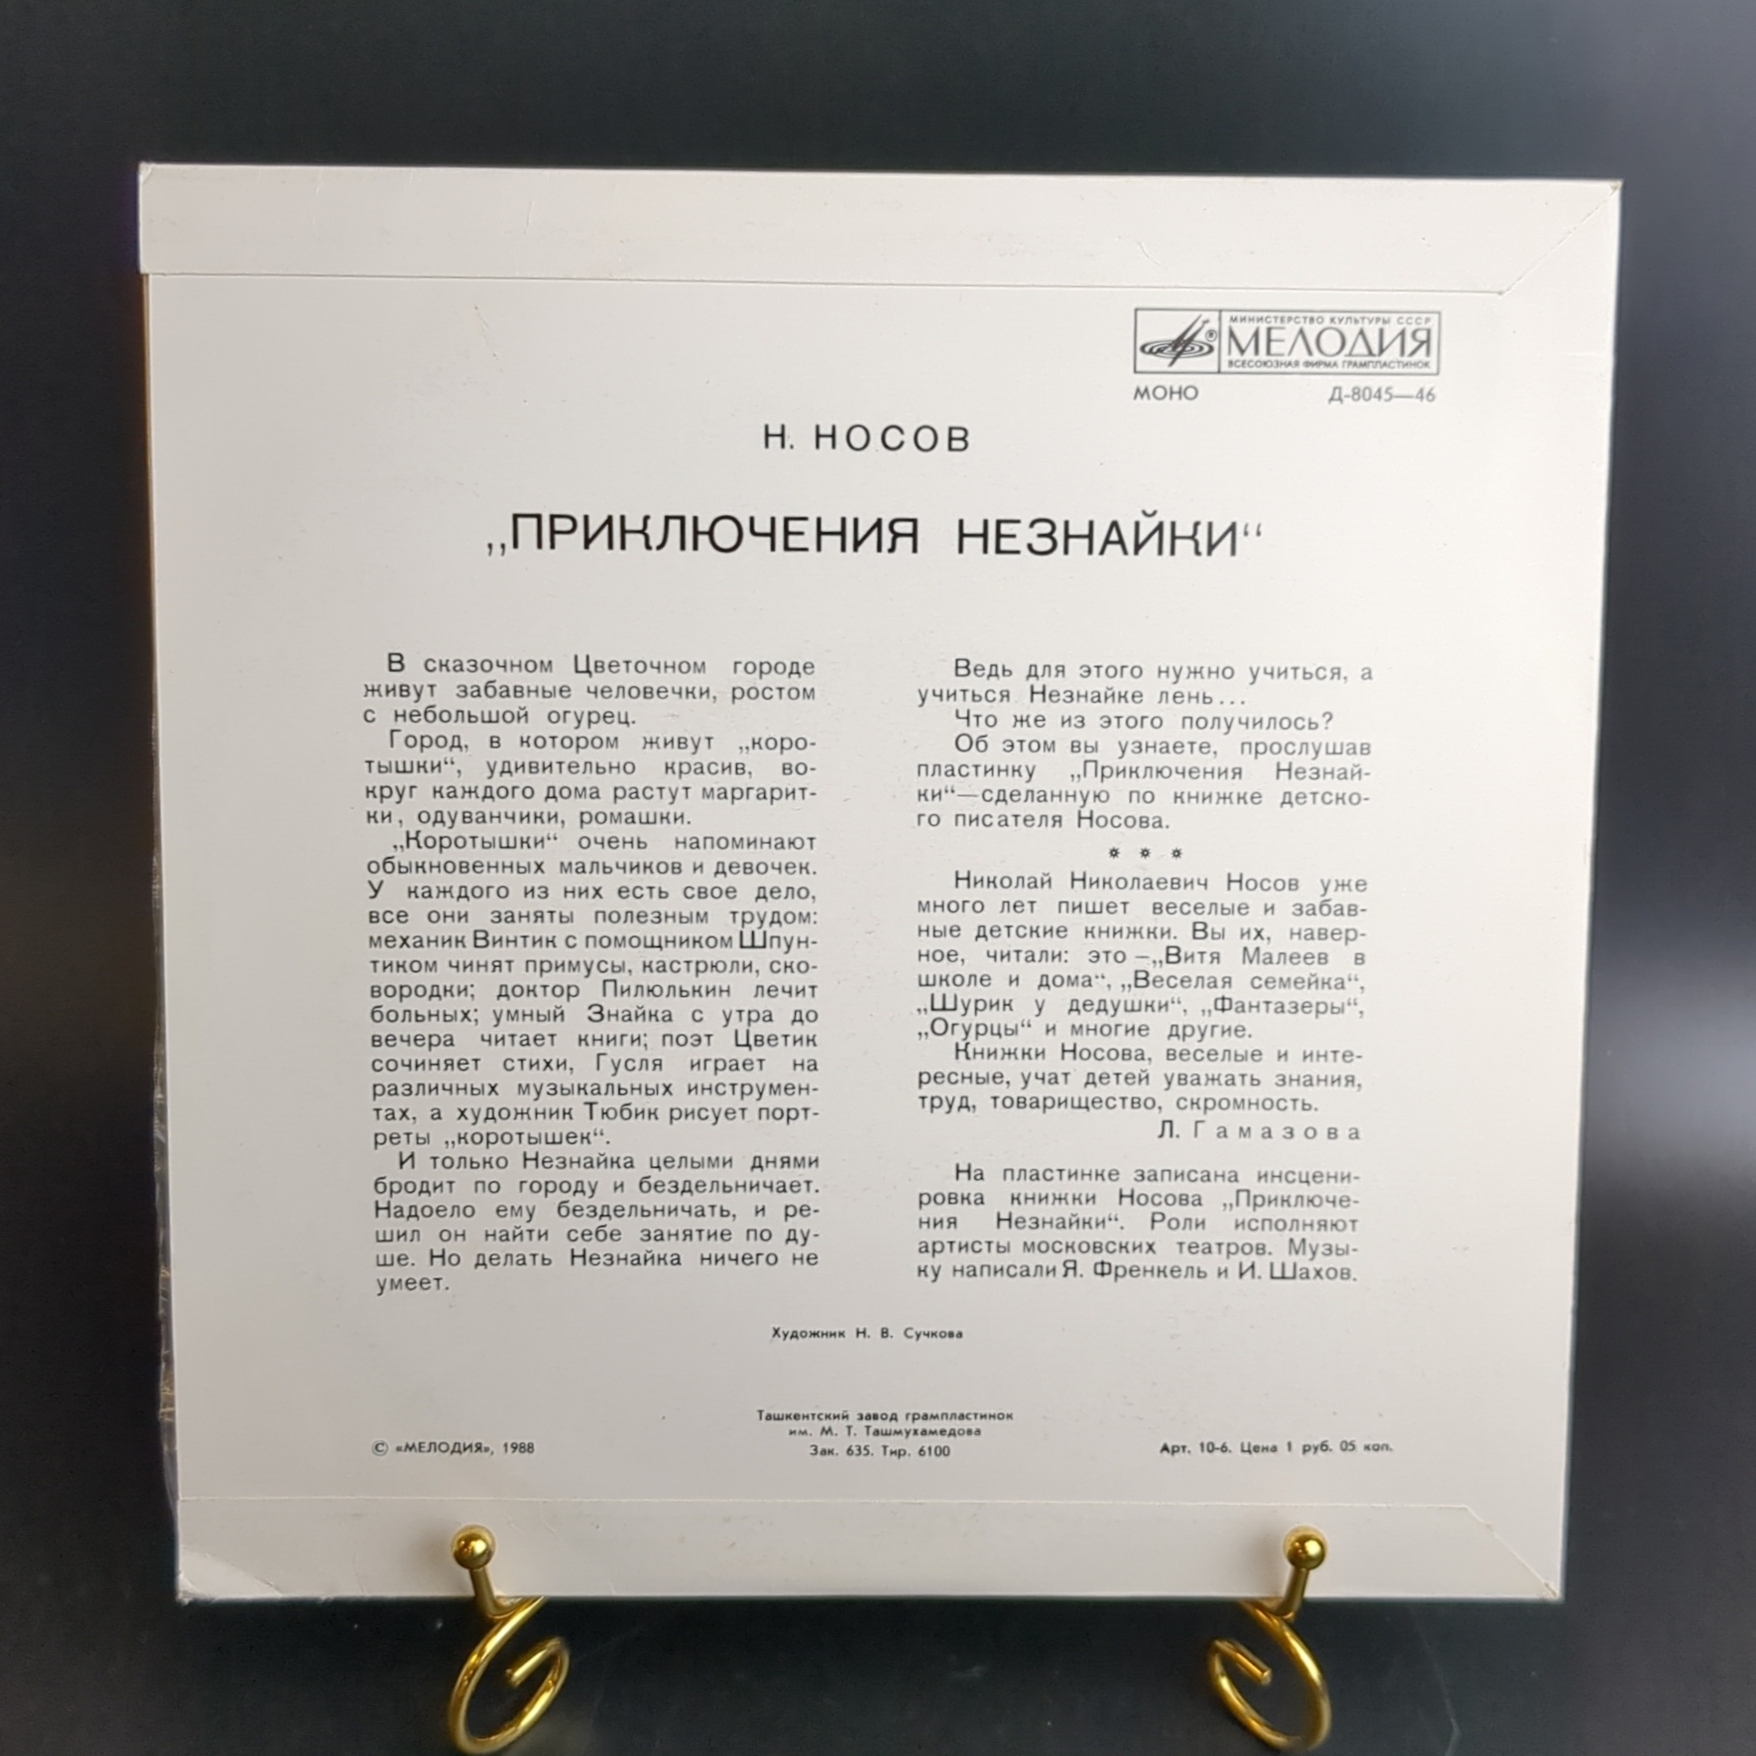 МИНИСТЕРСТВО КУЛЬТУРЫ СССР
МЕЛОДИЯ
ВСЕСОЮЗНАЯ ФИРМА ГРАМПЛАСТИНОК
МОНО Д-8045—46
Н. НОСОВ
„ПРИКЛЮЧЕНИЯ НЕЗНАЙКИ“
В сказочном Цветочном городе
живут забавные человечки, ростом
с небольшой огурец.
Город, в котором живут „коро-
тышки“, удивительно красив, во-
круг каждого дома растут маргарит-
ки, одуванчики, ромашки.
„Коротышки“ очень напоминают
обыкновенных мальчиков и девочек.
У каждого из них есть свое дело,
все они заняты полезным трудом:
механик Винтик с помощником Шпун-
тиком чинят примусы, кастрюли, ско-
вородки; доктор Пилюлькин лечит
больных; умный Знайка с утра до
вечера читает книги; поэт Цветик
сочиняет стихи, Гусля играет на
различных музыкальных инструмен-
тах, а художник Тюбик рисует порт-
реты „коротышек“.
И только Незнайка целыми днями
бродит по городу и бездельничает.
Надоело ему бездельничать, и ре-
шил он найти себе занятие по ду-
ше. Но делать Незнайка ничего не
умеет.
Ведь для этого нужно учиться, а
учиться Незнайке лень...
Что же из этого получилось?
Об этом вы узнаете, прослушав
пластинку „Приключения Незнай-
ки“—сделанную по книжке детско-
го писателя Носова.
* * *
Николай Николаевич Носов уже
много лет пишет веселые и забав-
ные детские книжки. Вы их, навер-
ное, читали: это —„Витя Малеев в
школе и дома“, „Веселая семейка“,
„Шурик у дедушки“, „Фантазеры“,
„Огурцы“ и многие другие.
Книжки Носова, веселые и инте-
ресные, учат детей уважать знания,
труд, товарищество, скромность.
Л. Гамазова
На пластинке записана инсцени-
ровка книжки Носова „Приключе-
ния Незнайки“. Роли исполняют
артисты московских театров. Музы-
ку написали Я. Френкель и И. Шахов.
Художник Н. В. Сучкова
Ташкентский завод грампластинок
им. М. Т. Ташмухамедова
Зак. 635. Тир. 6100
© «МЕЛОДИЯ», 1988
Арт. 10-6. Цена 1 руб. 05 коп.